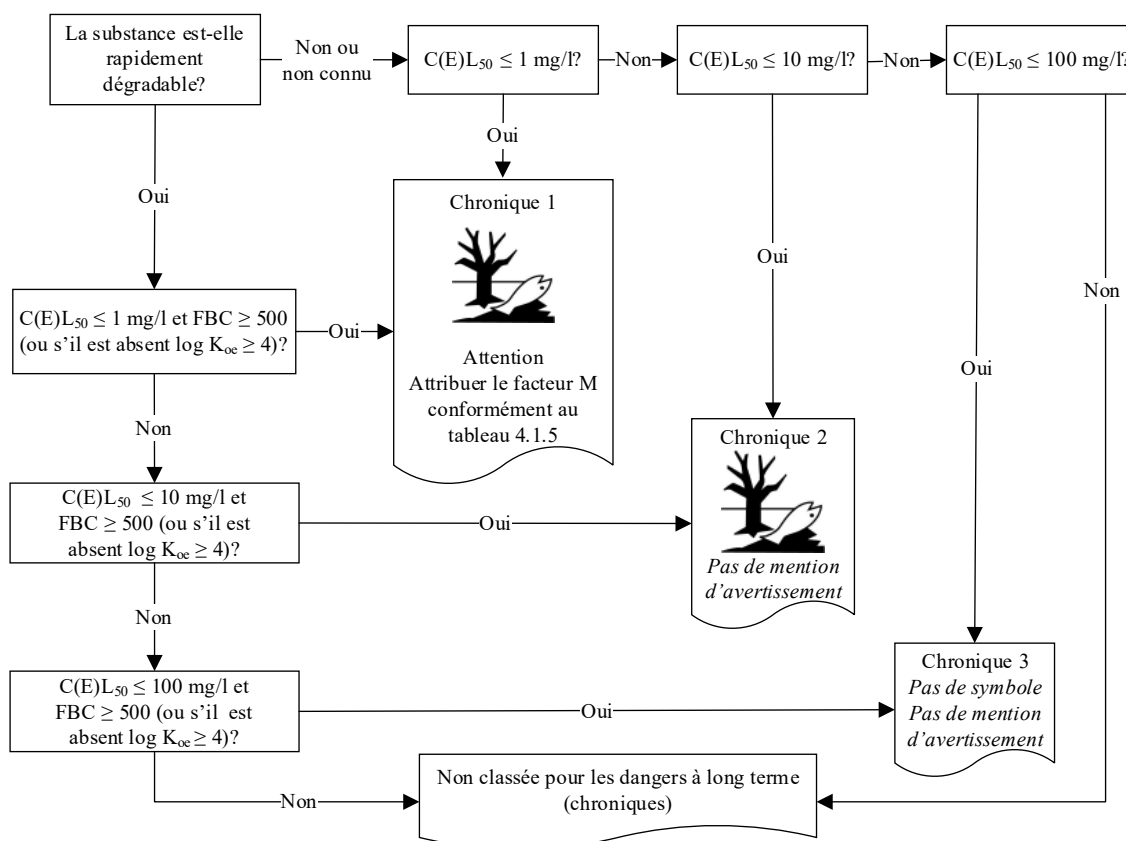 La substance est-elle
rapidement
dégradable?
Non ou
non connu
C(E)L50 ≤ 1 mg/l?
Non
C(E)L50 ≤ 10 mg/l?
Non
C(E)L50 ≤ 100 mg/l?
Oui
Oui
Chronique 1
Attention
Attribuer le facteur M
conformément au
tableau 4.1.5
Oui
Non
C(E)L50 ≤ 1 mg/l et FBC ≥ 500
(ou s'il est absent log Koe ≥ 4)?
Oui
Oui
Non
Chronique 2
Pas de mention
d'avertissement
C(E)L50 ≤ 10 mg/l et
FBC ≥ 500 (ou s'il est
absent log Koe ≥ 4)?
Oui
Non
Chronique 3
Pas de symbole
Pas de mention
d'avertissement
C(E)L50 ≤ 100 mg/l et
FBC ≥ 500 (ou s'il est
absent log Koe ≥ 4)?
Oui
Non
Non classée pour les dangers à long terme
(chroniques)